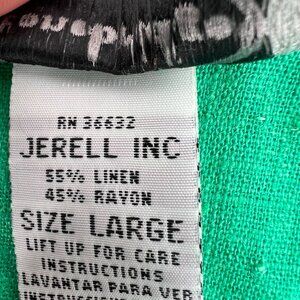 RN 36632
JERELL INC
55% LINEN
45% RAYON
SIZE LARGE
LIFT UP FOR CARE
INSTRUCTIONS
LAVANTAR PARA VER